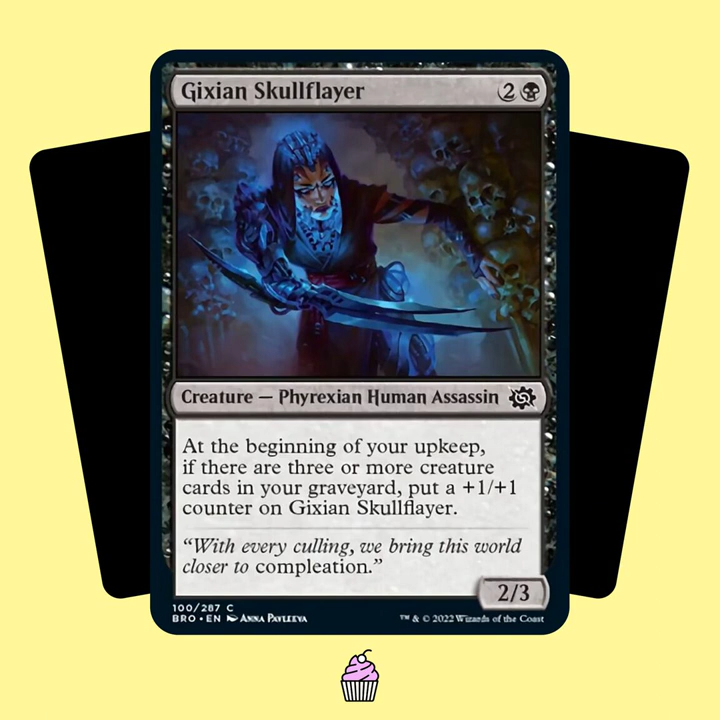 Gixian Skullflayer 2
Creature — Phyrexian Human Assassin
At the beginning of your upkeep,
if there are three or more creature
cards in your graveyard, put a +1/+1
counter on Gixian Skullflayer.
“With every culling, we bring this world
closer to compleation.”
2/3
100/287 C
BRO • EN Anna Pavleeva
™ & © 2022 Wizards of the Coast